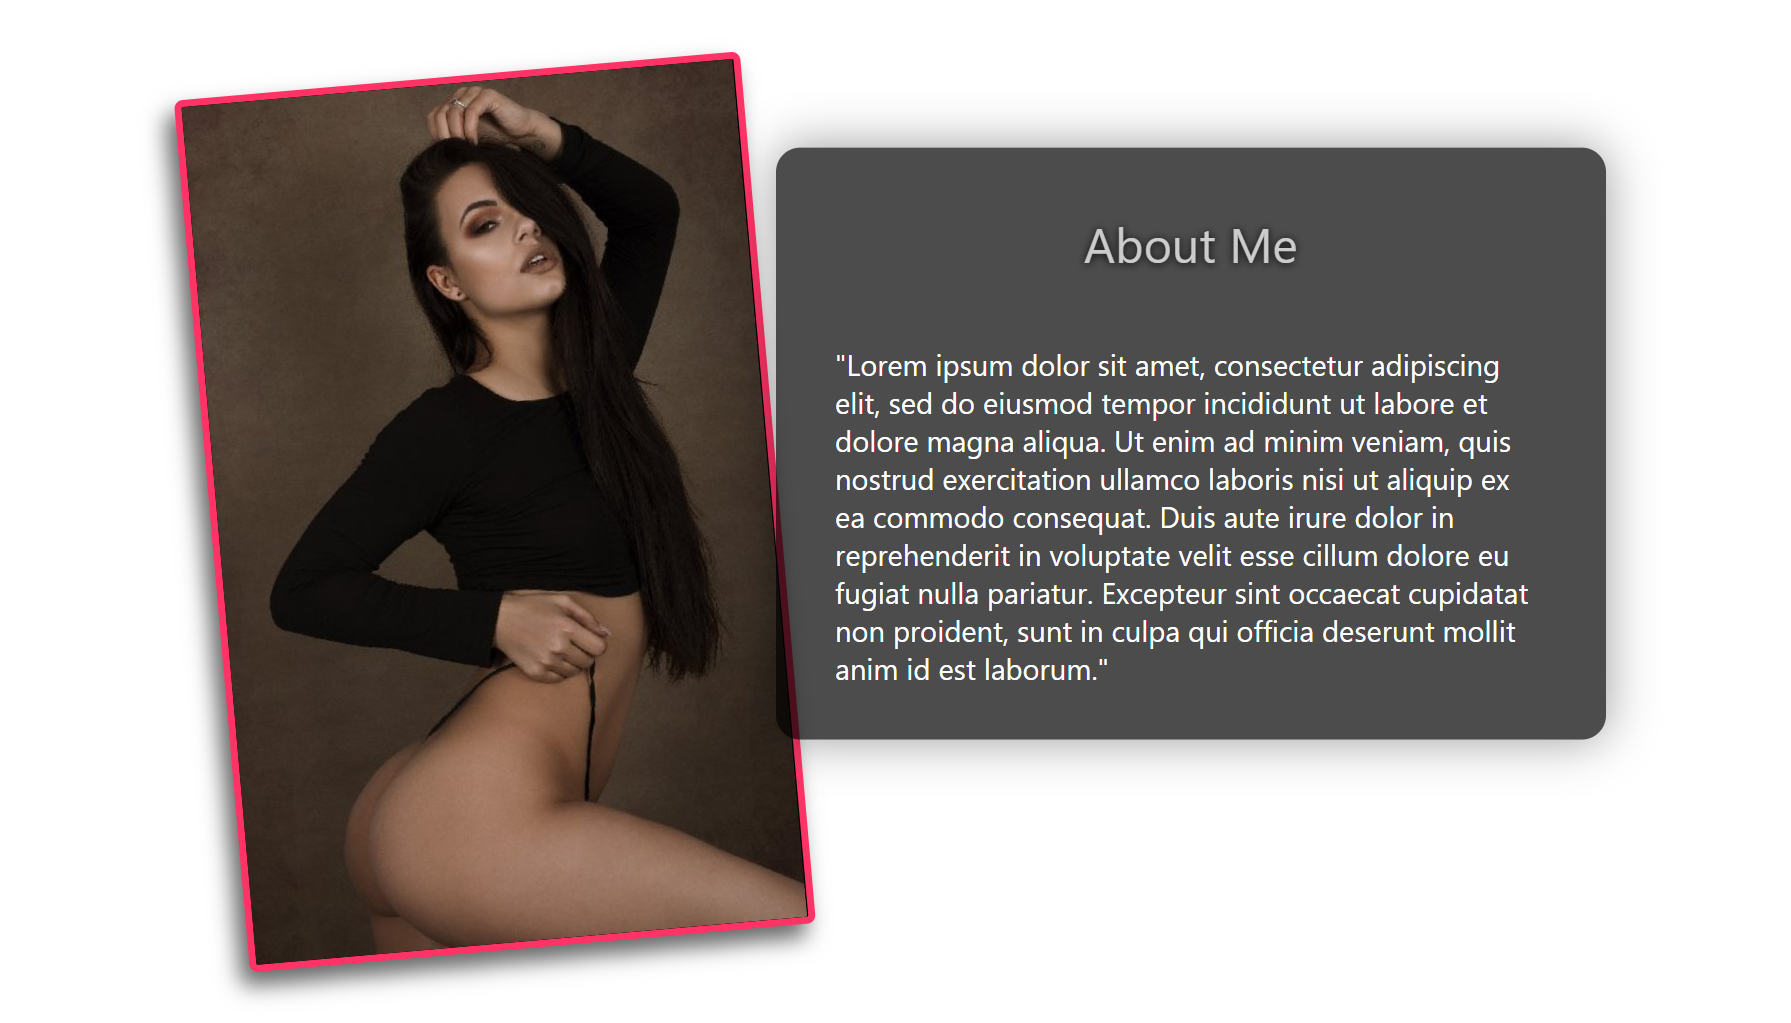 About Me
"Lorem ipsum dolor sit amet, consectetur adipiscing
elit, sed do eiusmod tempor incididunt ut labore et
dolore magna aliqua. Ut enim ad minim veniam, quis
nostrud exercitation ullamco laboris nisi ut aliquip ex
ea commodo consequat. Duis aute irure dolor in
reprehenderit in voluptate velit esse cillum dolore eu
fugiat nulla pariatur. Excepteur sint occaecat cupidatat
non proident, sunt in culpa qui officia deserunt mollit
anim id est laborum."